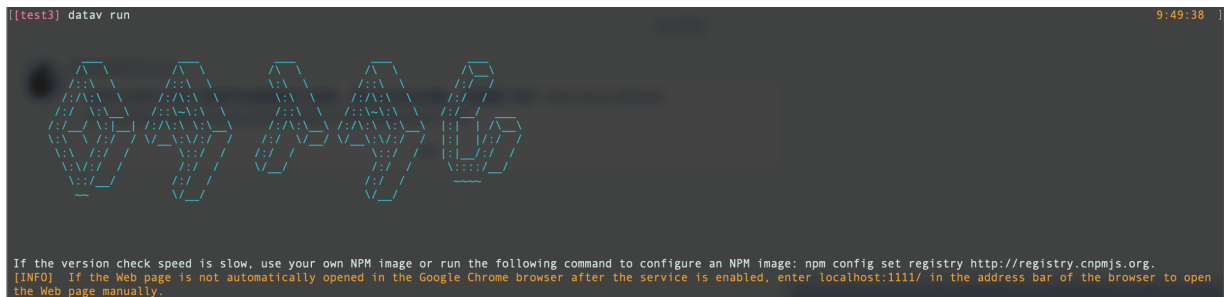 [[test3] datav run 9:49:38 ]
DATAV
If the version check speed is slow, use your own NPM image or run the following command to configure an NPM image: npm config set registry http://registry.cnpmjs.org.
[INFO] If the Web page is not automatically opened in the Google Chrome browser after the service is enabled, enter localhost:1111/ in the address bar of the browser to open
the Web page manually.